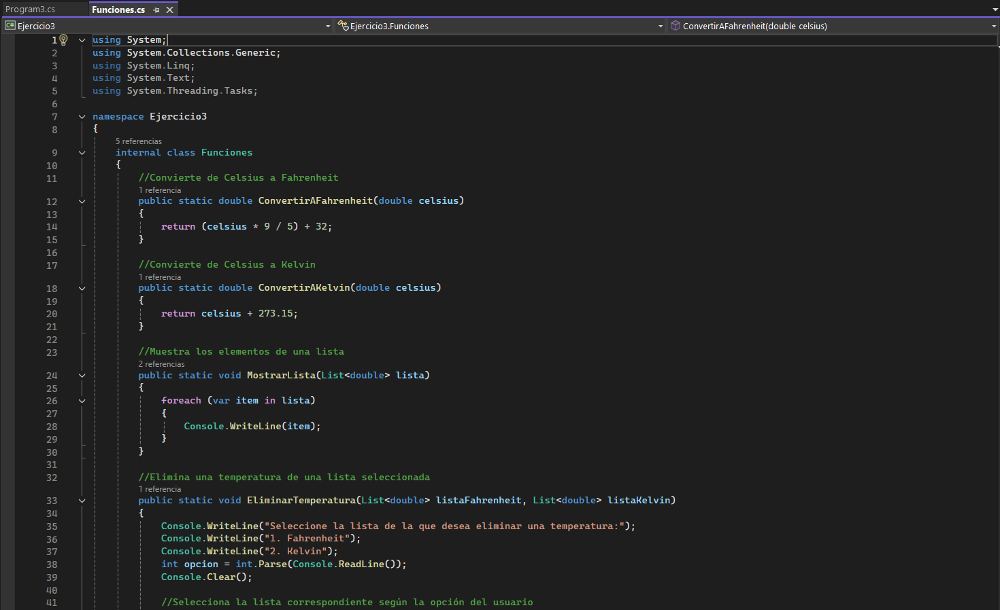 Program3.cs
Funciones.cs
Ejercicio3
Ejercicio3.Funciones
ConvertirAFahrenheit(double celsius)
1 using System;
2 using System.Collections.Generic;
3 using System.Linq;
4 using System.Text;
5 using System.Threading.Tasks;
6
7 namespace Ejercicio3
8 {
5 referencias
9 internal class Funciones
10 {
11 //Convierte de Celsius a Fahrenheit
1 referencia
12 public static double ConvertirAFahrenheit(double celsius)
13 {
14 return (celsius * 9 / 5) + 32;
15 }
16
17 //Convierte de Celsius a Kelvin
1 referencia
18 public static double ConvertirAKelvin(double celsius)
19 {
20 return celsius + 273.15;
21 }
22
23 //Muestra los elementos de una lista
2 referencias
24 public static void MostrarLista(List<double> lista)
25 {
26 foreach (var item in lista)
27 {
28 Console.WriteLine(item);
29 }
30 }
31
32 //Elimina una temperatura de una lista seleccionada
1 referencia
33 public static void EliminarTemperatura(List<double> listaFahrenheit, List<double> listaKelvin)
34 {
35 Console.WriteLine("Seleccione la lista de la que desea eliminar una temperatura:");
36 Console.WriteLine("1. Fahrenheit");
37 Console.WriteLine("2. Kelvin");
38 int opcion = int.Parse(Console.ReadLine());
39 Console.Clear();
40
41 //Selecciona la lista correspondiente según la opción del usuario